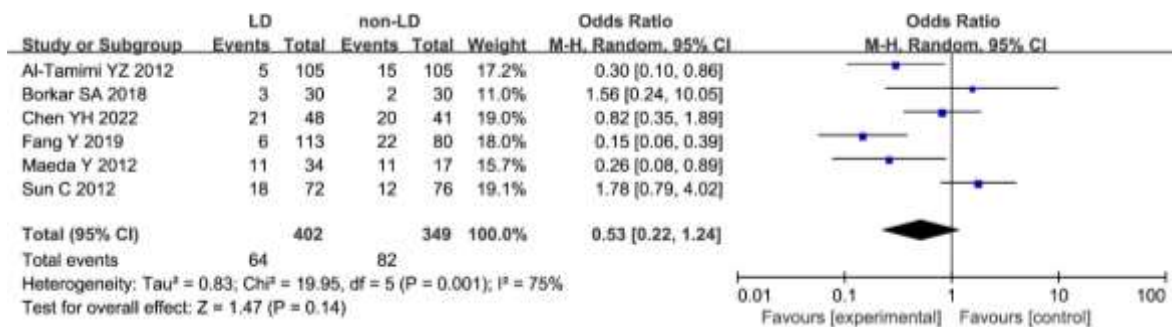 LD non-LD Odds Ratio Odds Ratio
Study or Subgroup Events Total Events Total Weight M-H, Random, 95% CI M-H, Random, 95% CI
Al-Tamimi YZ 2012 5 105 15 105 17.2% 0.30 [0.10, 0.86]
Borkar SA 2018 3 30 2 30 11.0% 1.56 [0.24, 10.05]
Chen YH 2022 21 48 20 41 19.0% 0.82 [0.35, 1.89]
Fang Y 2019 6 113 22 80 18.0% 0.15 [0.06, 0.39]
Maeda Y 2012 11 34 11 17 15.7% 0.26 [0.08, 0.89]
Sun C 2012 18 72 12 76 19.1% 1.78 [0.79, 4.02]
Total (95% CI) 402 349 100.0% 0.53 [0.22, 1.24]
Total events 64 82
Heterogeneity: Tau² = 0.83; Chi² = 19.95, df = 5 (P = 0.001); I² = 75%
Test for overall effect: Z = 1.47 (P = 0.14)
0.01 0.1 1 10 100
Favours [experimental] Favours [control]